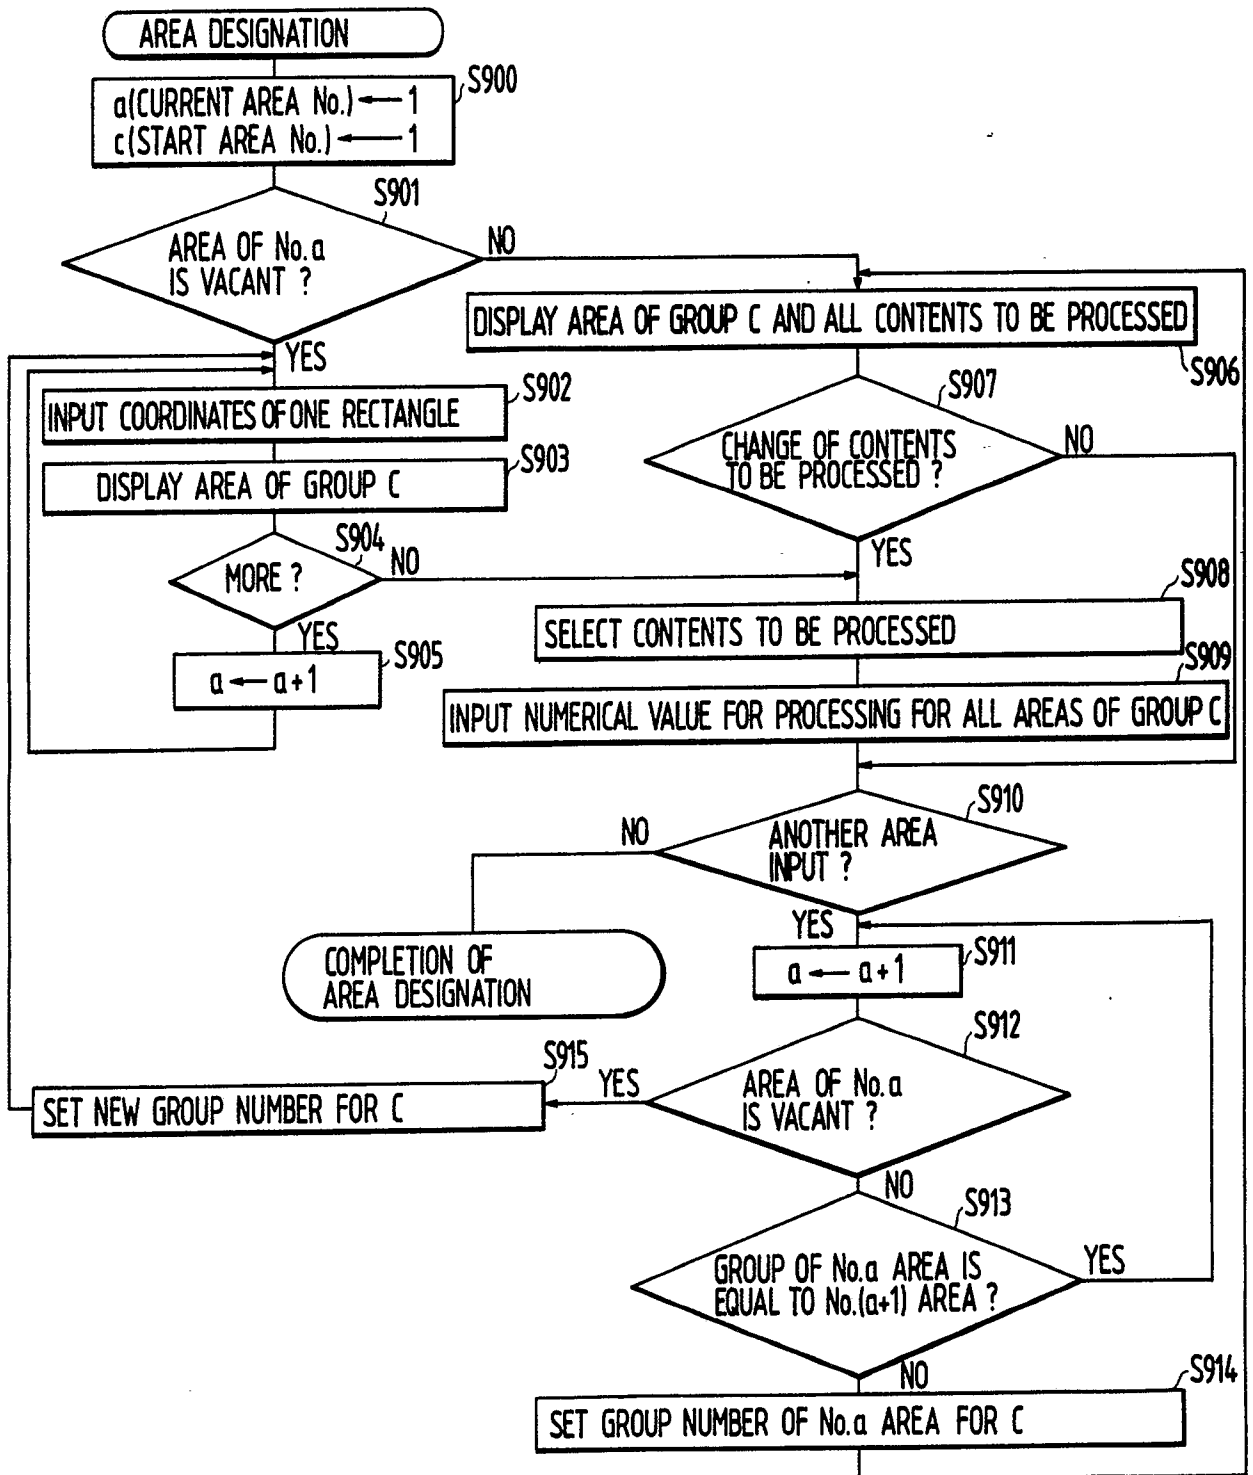 AREA DESIGNATION
S900
a(CURRENT AREA No.) ← 1
c(START AREA No.) ← 1
S901
AREA OF No.a
IS VACANT ?
NO
YES
S902
INPUT COORDINATES OF ONE RECTANGLE
S903
DISPLAY AREA OF GROUP C
S904
MORE ?
NO
YES
S905
a ← a+1
DISPLAY AREA OF GROUP C AND ALL CONTENTS TO BE PROCESSED
S906
S907
CHANGE OF CONTENTS
TO BE PROCESSED ?
NO
YES
S908
SELECT CONTENTS TO BE PROCESSED
S909
INPUT NUMERICAL VALUE FOR PROCESSING FOR ALL AREAS OF GROUP C
S910
ANOTHER AREA
INPUT ?
NO
YES
COMPLETION OF
AREA DESIGNATION
S911
a ← a+1
S912
AREA OF No.a
IS VACANT ?
YES
NO
S915
SET NEW GROUP NUMBER FOR C
S913
GROUP OF No.a AREA IS
EQUAL TO No.(a+1) AREA ?
YES
NO
S914
SET GROUP NUMBER OF No.a AREA FOR C